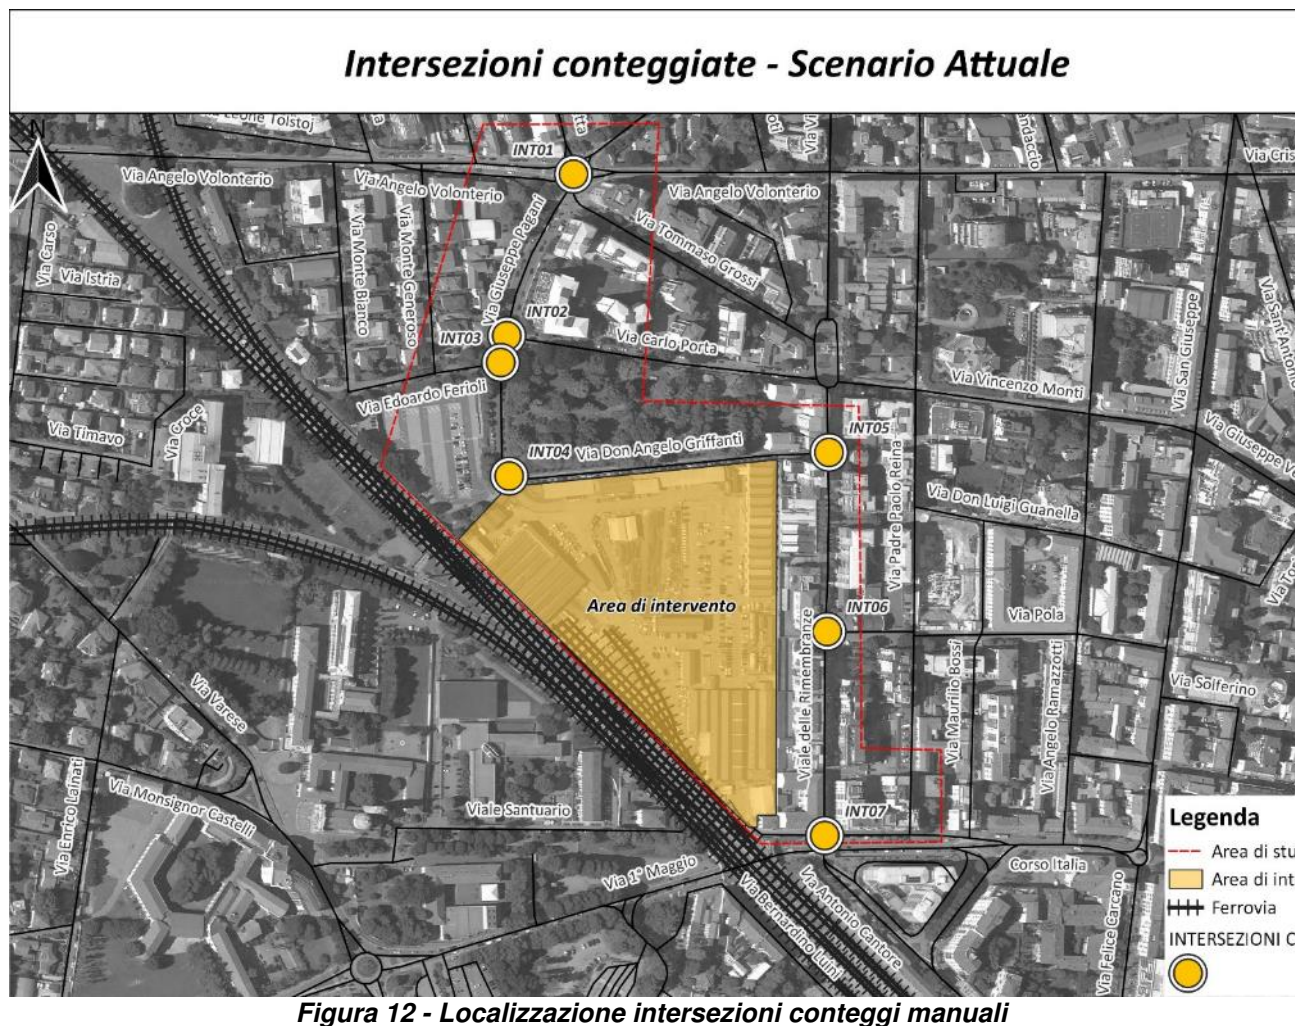 Intersezioni conteggiate - Scenario Attuale
Leone Tolstoj
N
INT01
Via Angelo Volonterio
Via Angelo Volonterio
Via Angelo Volonterio
Via Cris
Via Carso
Via Istria
Via Monte Bianco
Via Monte Generoso
Via Giuseppe Pagani
Via Tommaso Grossi
Via San Giuseppe
Via Sant'Antonio
INT02
INT03
Via Carlo Porta
Via Edoardo Ferioli
Via Vincenzo Monti
Via Timavo
Via Croce
INT04
Via Don Angelo Griffanti
INT05
Via Padre Paolo Reina
Via Giuseppe Ve
Via Don Luigi Guanella
Area di intervento
INT06
Via Pola
Viale delle Rimembranze
Via Maurilio Bossi
Via Angelo Ramazzotti
Via Solferino
Via Varese
Via Enrico Lainati
Via Monsignor Castelli
Viale Santuario
INT07
Via 1° Maggio
Via Bernardino Luini
Via Antonio Cantore
Corso Italia
Via Felice Carcano
Legenda
Area di stu
Area di int
Ferrovia
INTERSEZIONI C
Figura 12 - Localizzazione intersezioni conteggi manuali